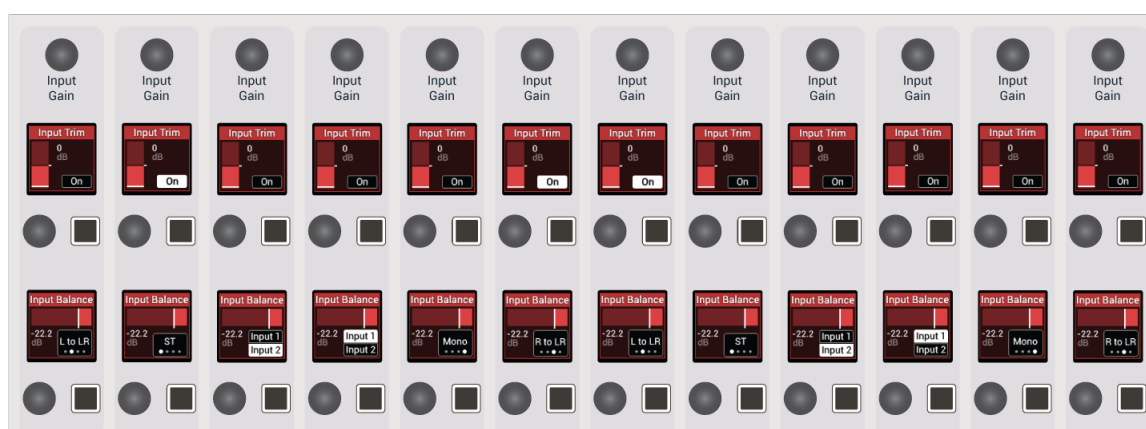 Input Input Input Input Input Input Input Input Input Input Input Input
Gain Gain Gain Gain Gain Gain Gain Gain Gain Gain Gain Gain
Input Trim Input Trim Input Trim Input Trim Input Trim Input Trim Input Trim Input Trim Input Trim Input Trim Input Trim Input Trim
0 0 0 0 0 0 0 0 0 0 0 0
dB dB dB dB dB dB dB dB dB dB dB dB
On On On On On On On On On On On On
Input Balance Input Balance Input Balance Input Balance Input Balance Input Balance Input Balance Input Balance Input Balance Input Balance Input Balance Input Balance
-22.2 L to LR -22.2 ST -22.2 Input 1 -22.2 Input 1 -22.2 Mono -22.2 R to LR -22.2 L to LR -22.2 ST -22.2 Input 1 -22.2 Input 1 -22.2 Mono -22.2 R to LR
dB dB dB Input 2 dB Input 2 dB dB dB dB dB Input 2 dB Input 2 dB dB